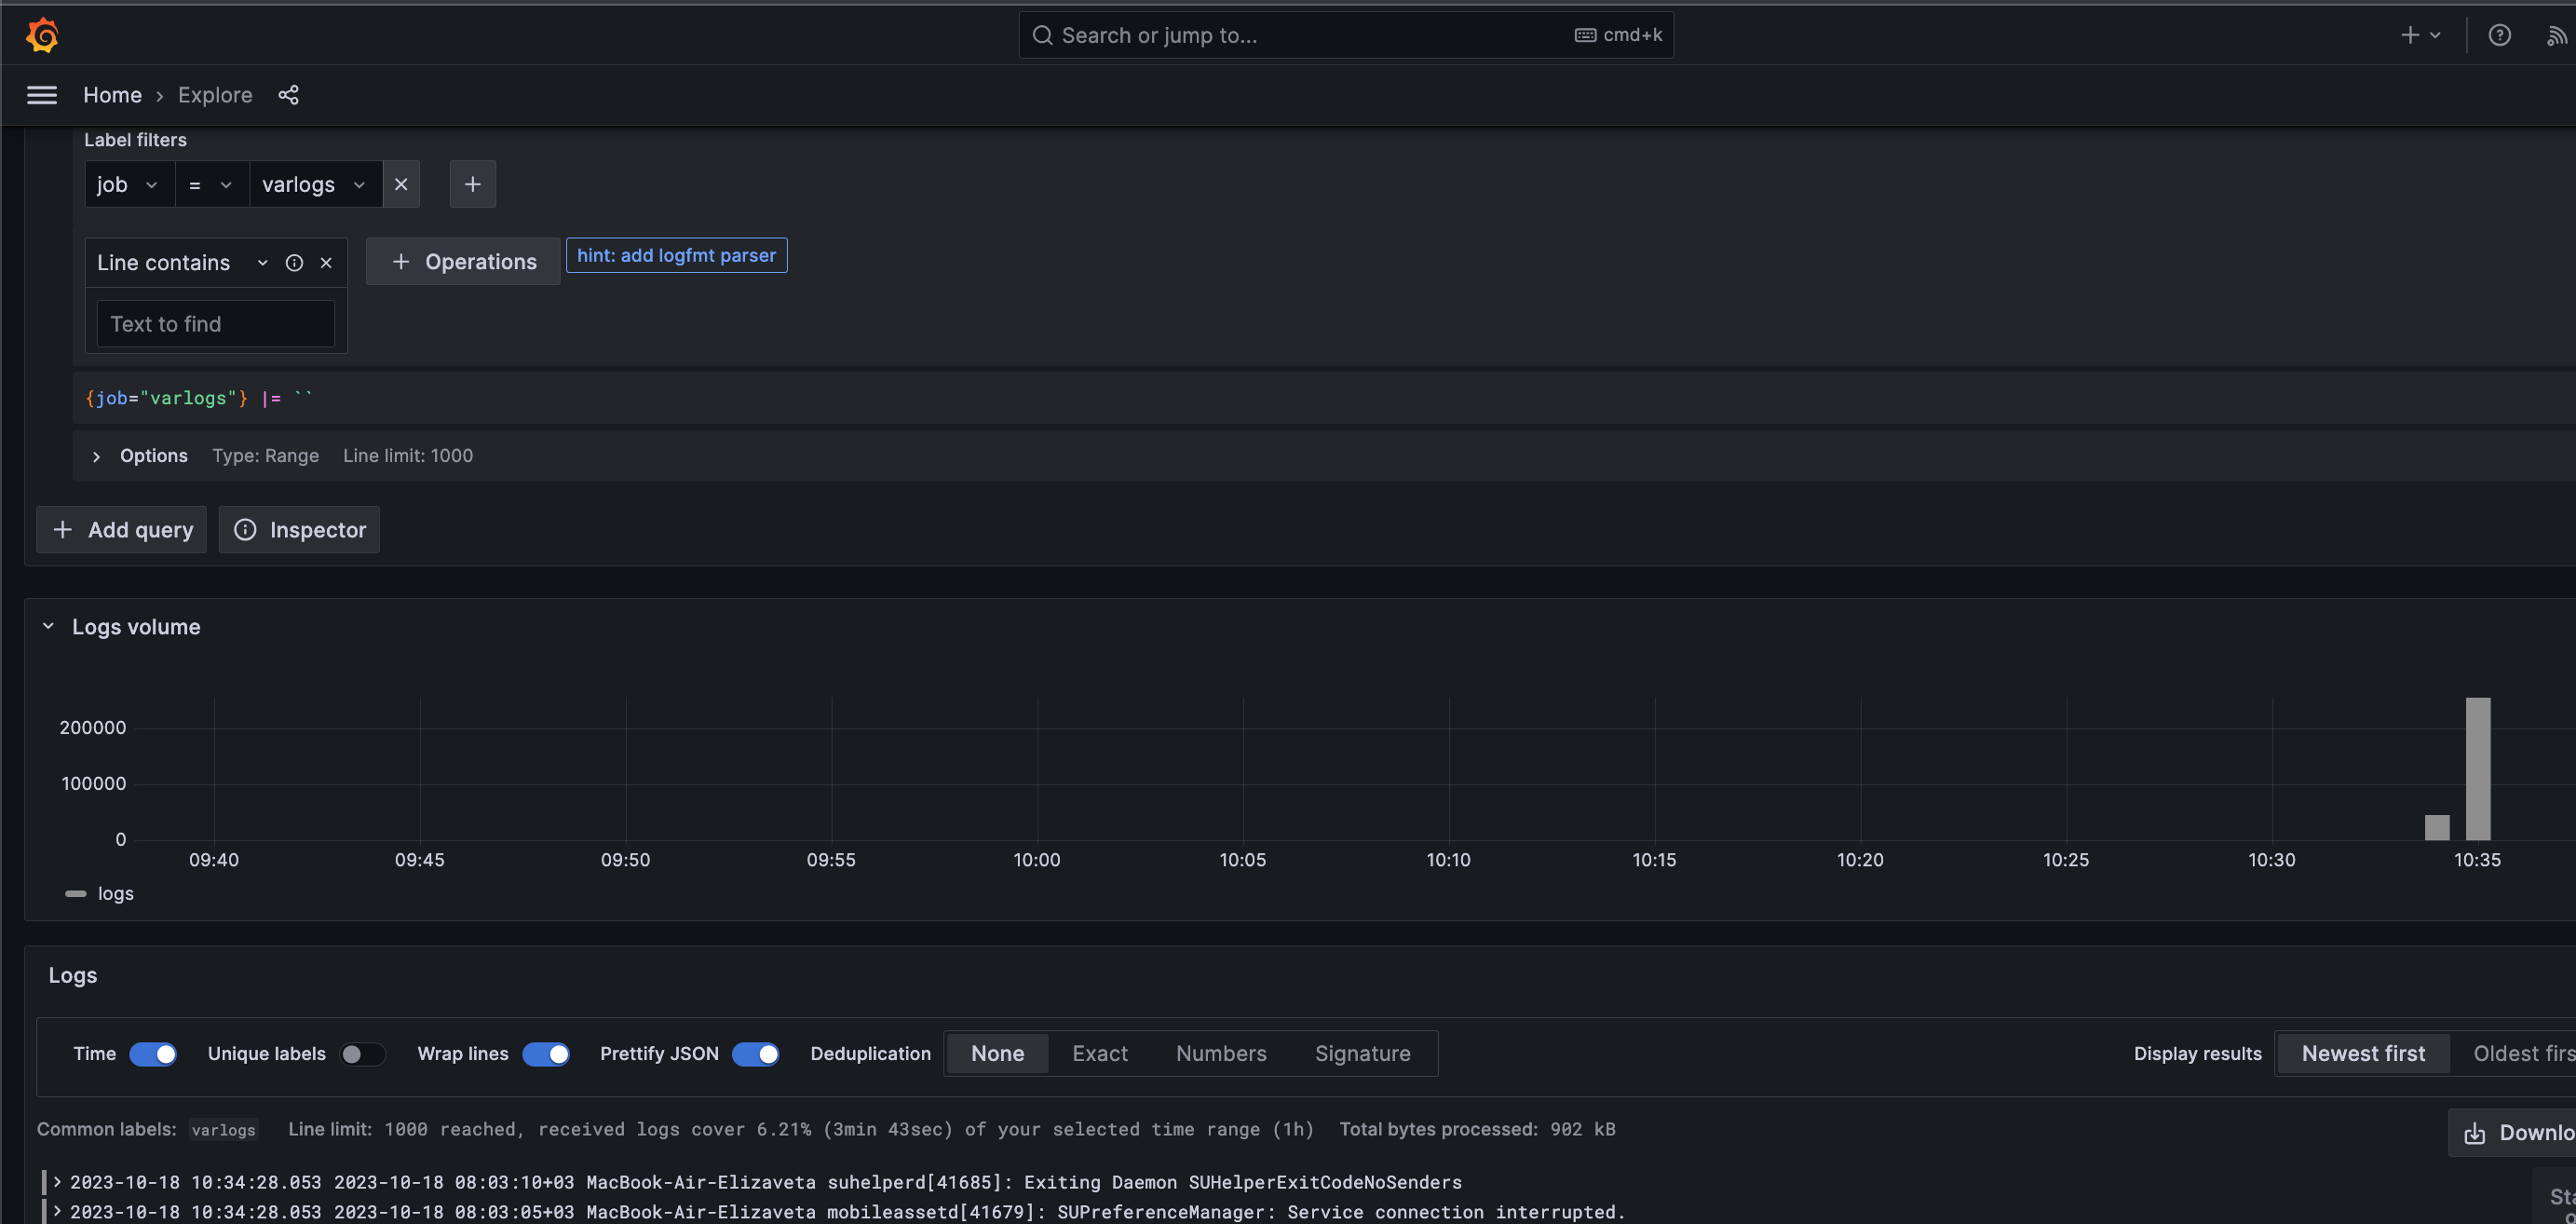 Search or jump to... cmd+k
Home › Explore
Label filters
job = varlogs
Line contains Operations hint: add logfmt parser
Text to find
{job="varlogs"} |= ``
Options Type: Range Line limit: 1000
Add query Inspector
Logs volume
200000
100000
0
09:40 09:45 09:50 09:55 10:00 10:05 10:10 10:15 10:20 10:25 10:30 10:35
logs
Logs
Time Unique labels Wrap lines Prettify JSON Deduplication None Exact Numbers Signature Display results Newest first Oldest firs
Common labels: varlogs Line limit: 1000 reached, received logs cover 6.21% (3min 43sec) of your selected time range (1h) Total bytes processed: 902 kB Downlo
2023-10-18 10:34:28.053 2023-10-18 08:03:10+03 MacBook-Air-Elizaveta suhelperd[41685]: Exiting Daemon SUHelperExitCodeNoSenders
2023-10-18 10:34:28.053 2023-10-18 08:03:05+03 MacBook-Air-Elizaveta mobileassetd[41679]: SUPreferenceManager: Service connection interrupted.